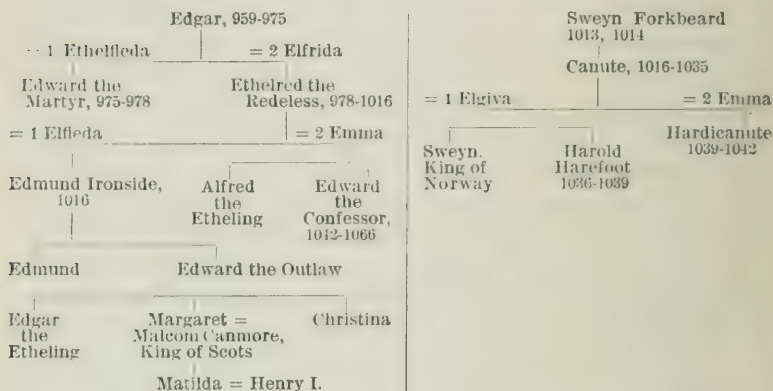 Edgar, 959-975
1 Ethelfleda = 2 Elfrida
Edward the Martyr, 975-978
Ethelred the Redeless, 978-1016
= 1 Elfleda = 2 Emma
Edmund Ironside, 1016
Alfred the Etheling
Edward the Confessor, 1042-1066
Edmund Edward the Outlaw
Edgar the Etheling
Margaret = Malcom Canmore, King of Scots
Christina
Matilda = Henry I.
Sweyn Forkbeard
1013, 1014
Canute, 1016-1035
= 1 Elgiva = 2 Emma
Sweyn. King of Norway
Harold Harefoot 1036-1039
Hardicanute 1039-1042